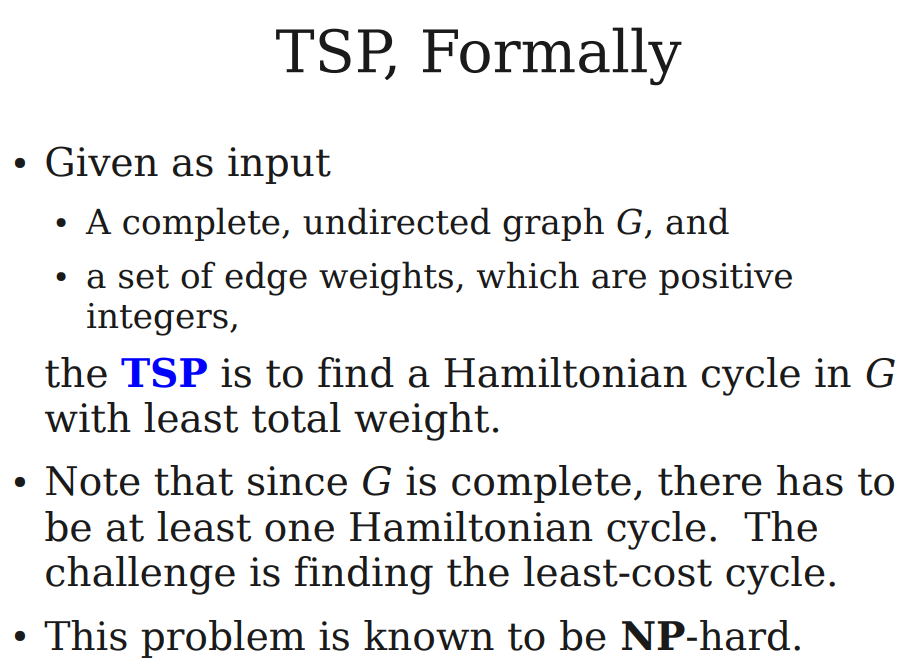 TSP, Formally
• Given as input
• A complete, undirected graph G, and
• a set of edge weights, which are positive
integers,
the TSP is to find a Hamiltonian cycle in G
with least total weight.
• Note that since G is complete, there has to
be at least one Hamiltonian cycle.  The
challenge is finding the least-cost cycle.
• This problem is known to be NP-hard.